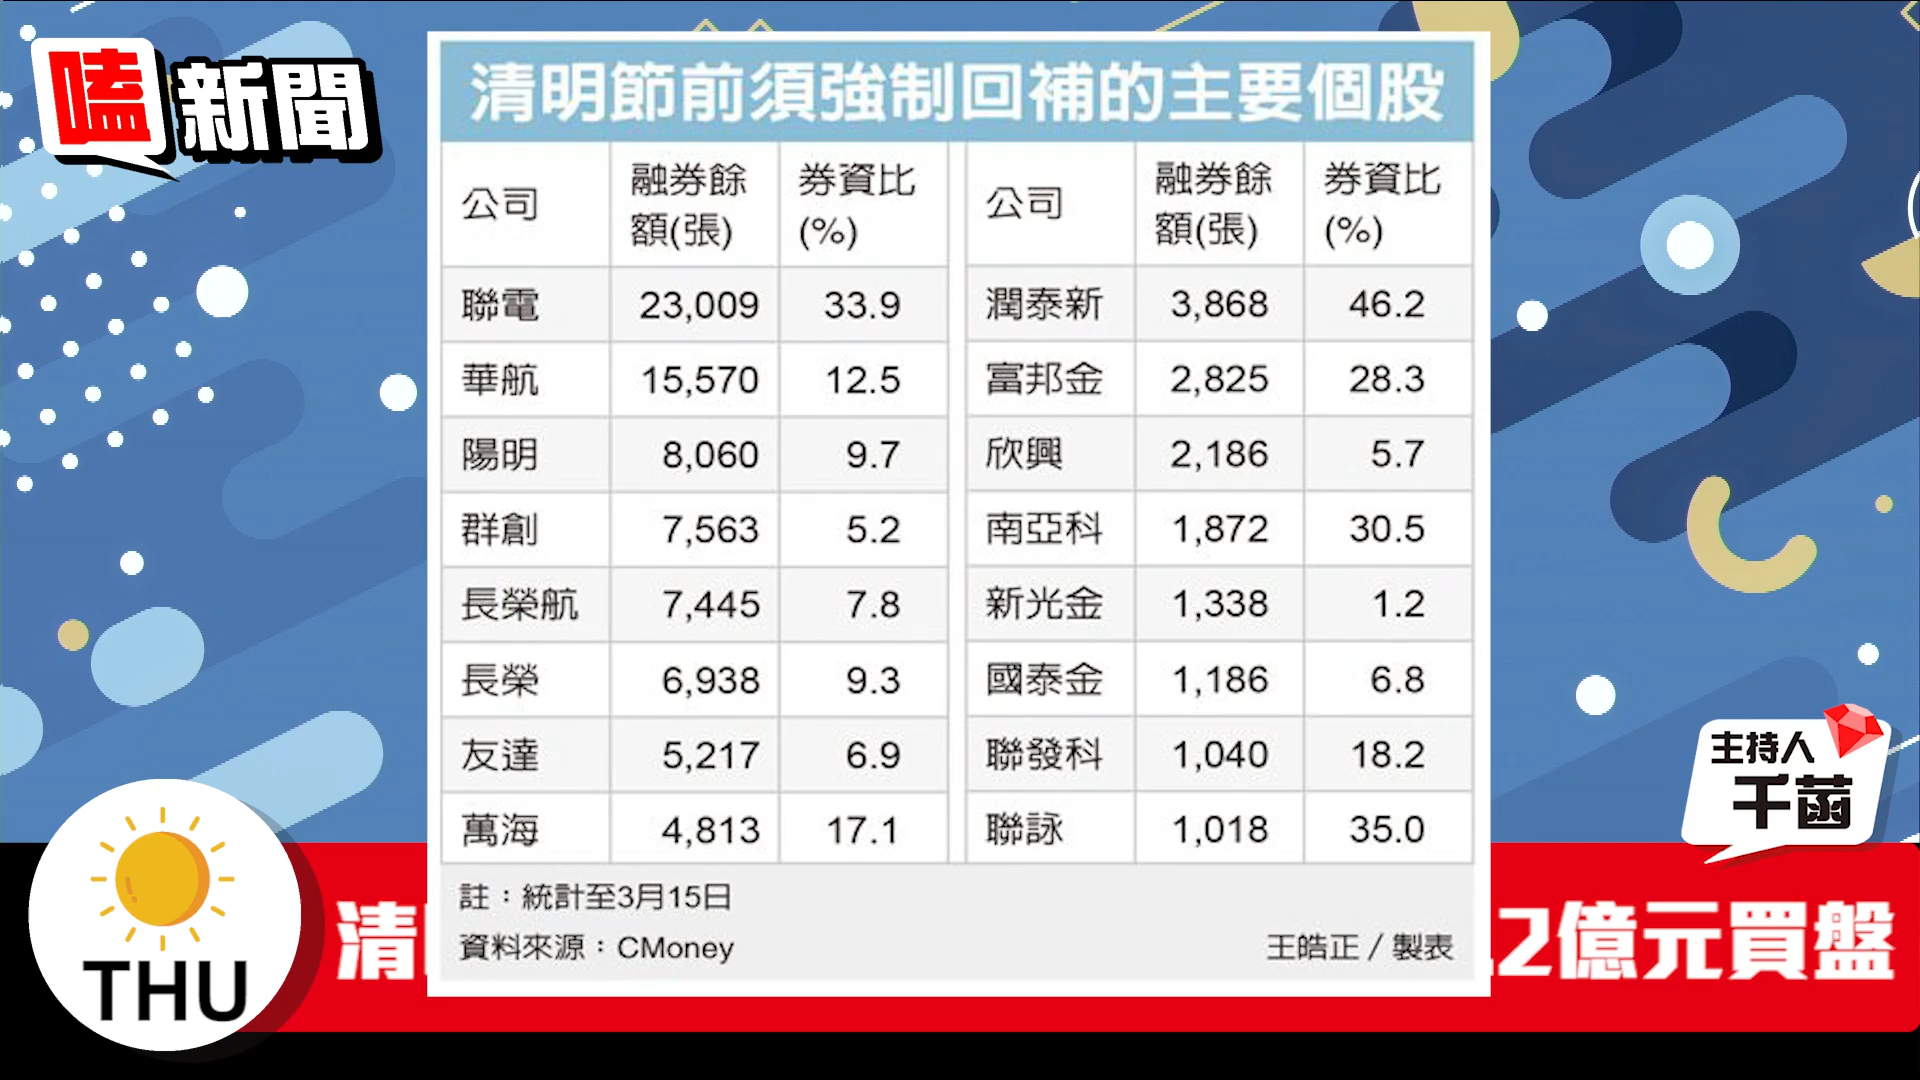 嗑新聞
清明節前須強制回補的主要個股
公司 融券餘額(張) 券資比(%) 公司 融券餘額(張) 券資比(%)
聯電 23,009 33.9 潤泰新 3,868 46.2
華航 15,570 12.5 富邦金 2,825 28.3
陽明 8,060 9.7 欣興 2,186 5.7
群創 7,563 5.2 南亞科 1,872 30.5
長榮航 7,445 7.8 新光金 1,338 1.2
長榮 6,938 9.3 國泰金 1,186 6.8
友達 5,217 6.9 聯發科 1,040 18.2
萬海 4,813 17.1 聯詠 1,018 35.0
註：統計至3月15日
資料來源：CMoney 王皓正／製表
主持人
千菡
THU
清 2億元買盤